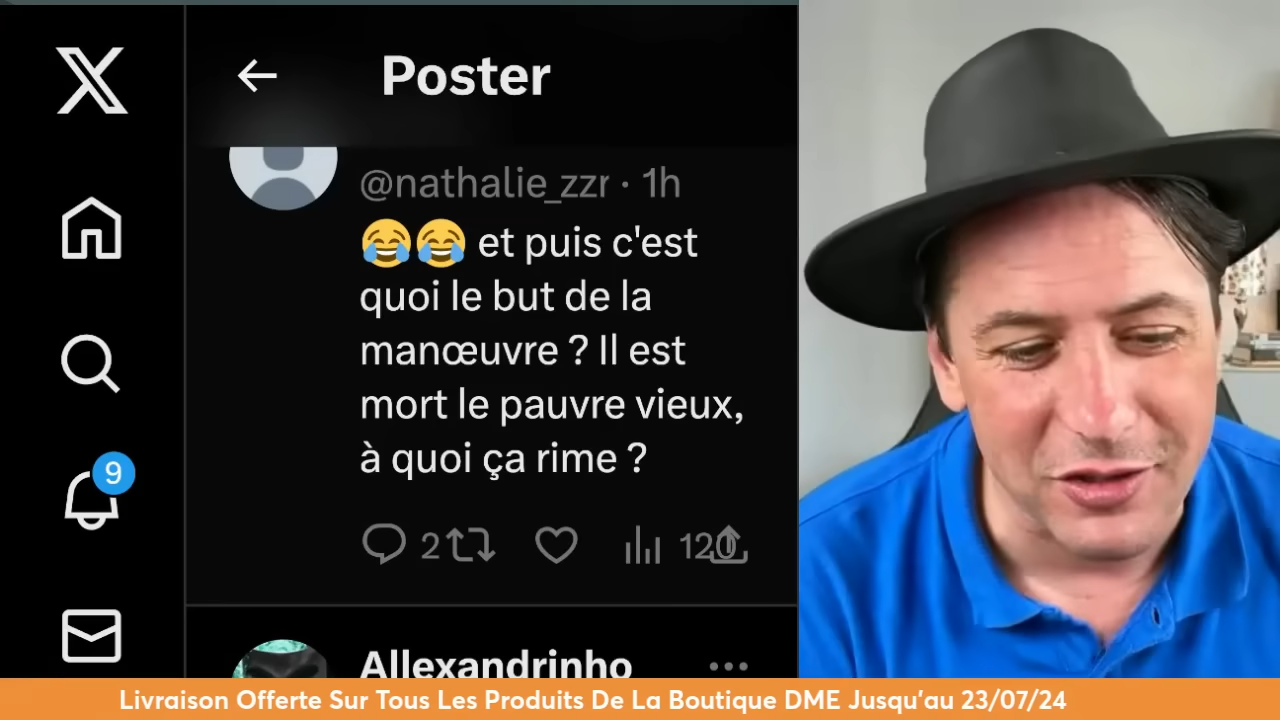 Poster
@nathalie_zzr · 1h
😂😂 et puis c'est
quoi le but de la
manœuvre ? Il est
mort le pauvre vieux,
à quoi ça rime ?
2 120
9
Allexandrinho
Livraison Offerte Sur Tous Les Produits De La Boutique DME Jusqu'au 23/07/24